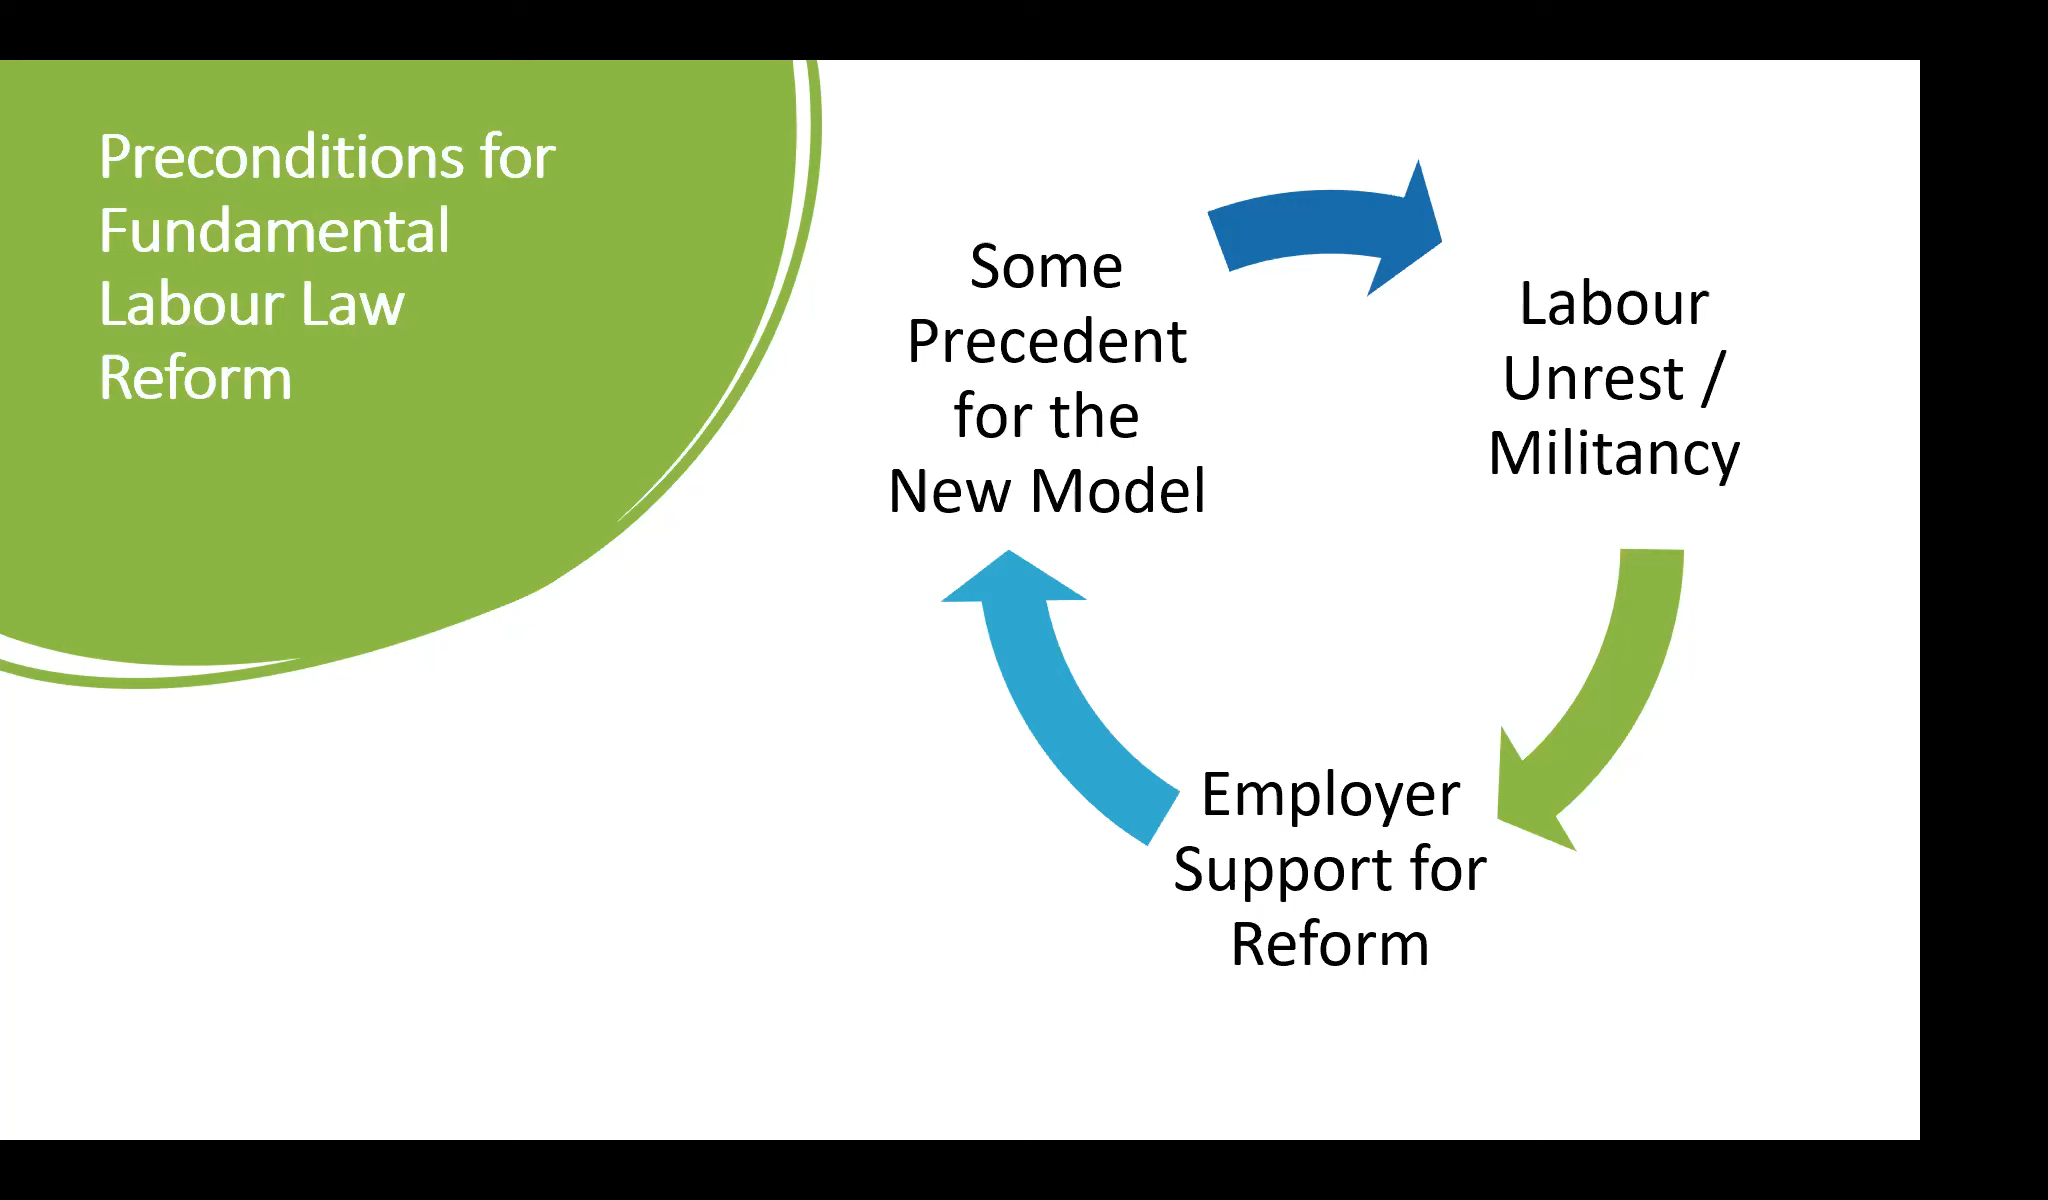 Preconditions for
Fundamental
Labour Law
Reform
Some
Precedent
for the
New Model
Labour
Unrest /
Militancy
Employer
Support for
Reform